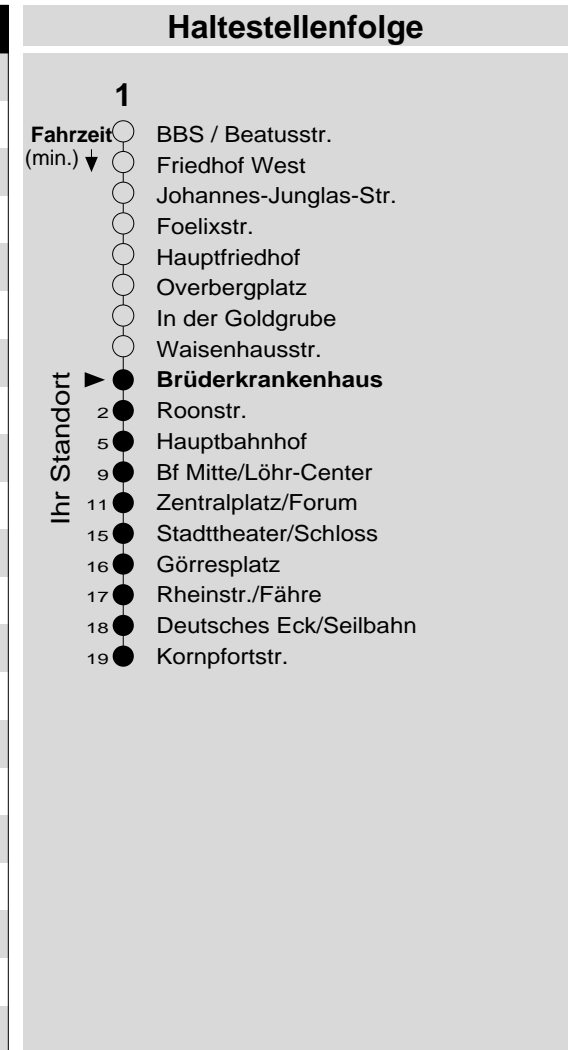 Haltestellenfolge
1
Fahrzeit BBS / Beatusstr.
(min.) Friedhof West
Johannes-Junglas-Str.
Foelixstr.
Hauptfriedhof
Overbergplatz
In der Goldgrube
Waisenhausstr.
Ihr Standort
Brüderkrankenhaus
2 Roonstr.
5 Hauptbahnhof
9 Bf Mitte/Löhr-Center
11 Zentralplatz/Forum
15 Stadttheater/Schloss
16 Görresplatz
17 Rheinstr./Fähre
18 Deutsches Eck/Seilbahn
19 Kornpfortstr.